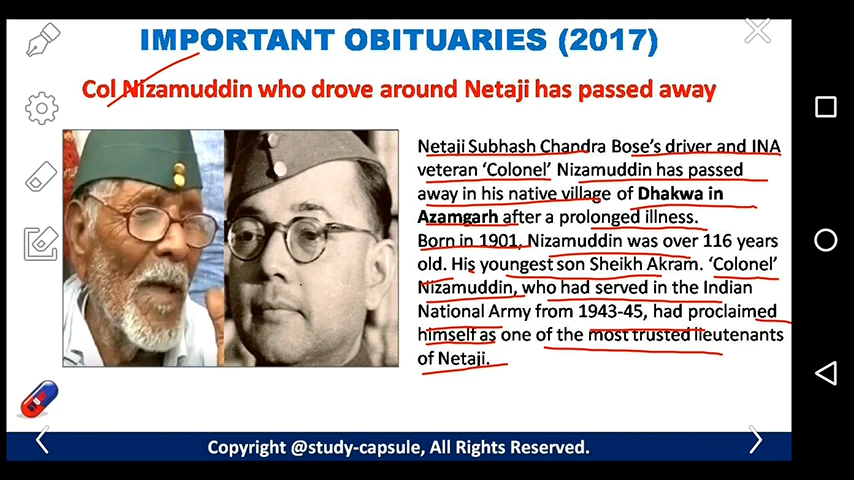 IMPORTANT OBITUARIES (2017)
Col Nizamuddin who drove around Netaji has passed away
Netaji Subhash Chandra Bose's driver and INA
veteran 'Colonel' Nizamuddin has passed
away in his native village of Dhakwa in
Azamgarh after a prolonged illness.
Born in 1901, Nizamuddin was over 116 years
old. His youngest son Sheikh Akram. 'Colonel'
Nizamuddin, who had served in the Indian
National Army from 1943-45, had proclaimed
himself as one of the most trusted lieutenants
of Netaji.
Copyright @study-capsule, All Rights Reserved.